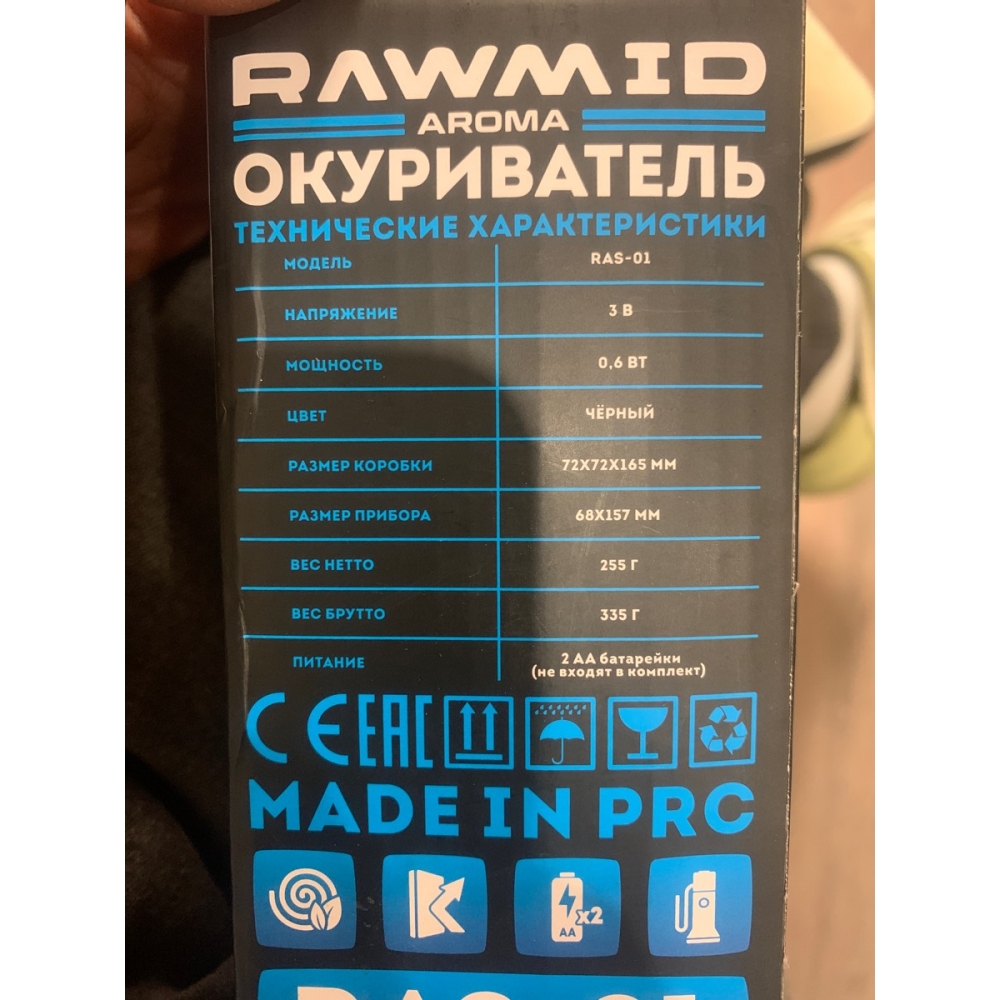 RAWMID
AROMA
ОКУРИВАТЕЛЬ
ТЕХНИЧЕСКИЕ ХАРАКТЕРИСТИКИ
МОДЕЛЬ RAS-01
НАПРЯЖЕНИЕ 3 В
МОЩНОСТЬ 0,6 ВТ
ЦВЕТ ЧЁРНЫЙ
РАЗМЕР КОРОБКИ 72X72X165 ММ
РАЗМЕР ПРИБОРА 68X157 ММ
ВЕС НЕТТО 255 Г
ВЕС БРУТТО 335 Г
ПИТАНИЕ 2 АА батарейки
(не входят в комплект)
CE EAC
MADE IN PRC
AA x2
RAS-01